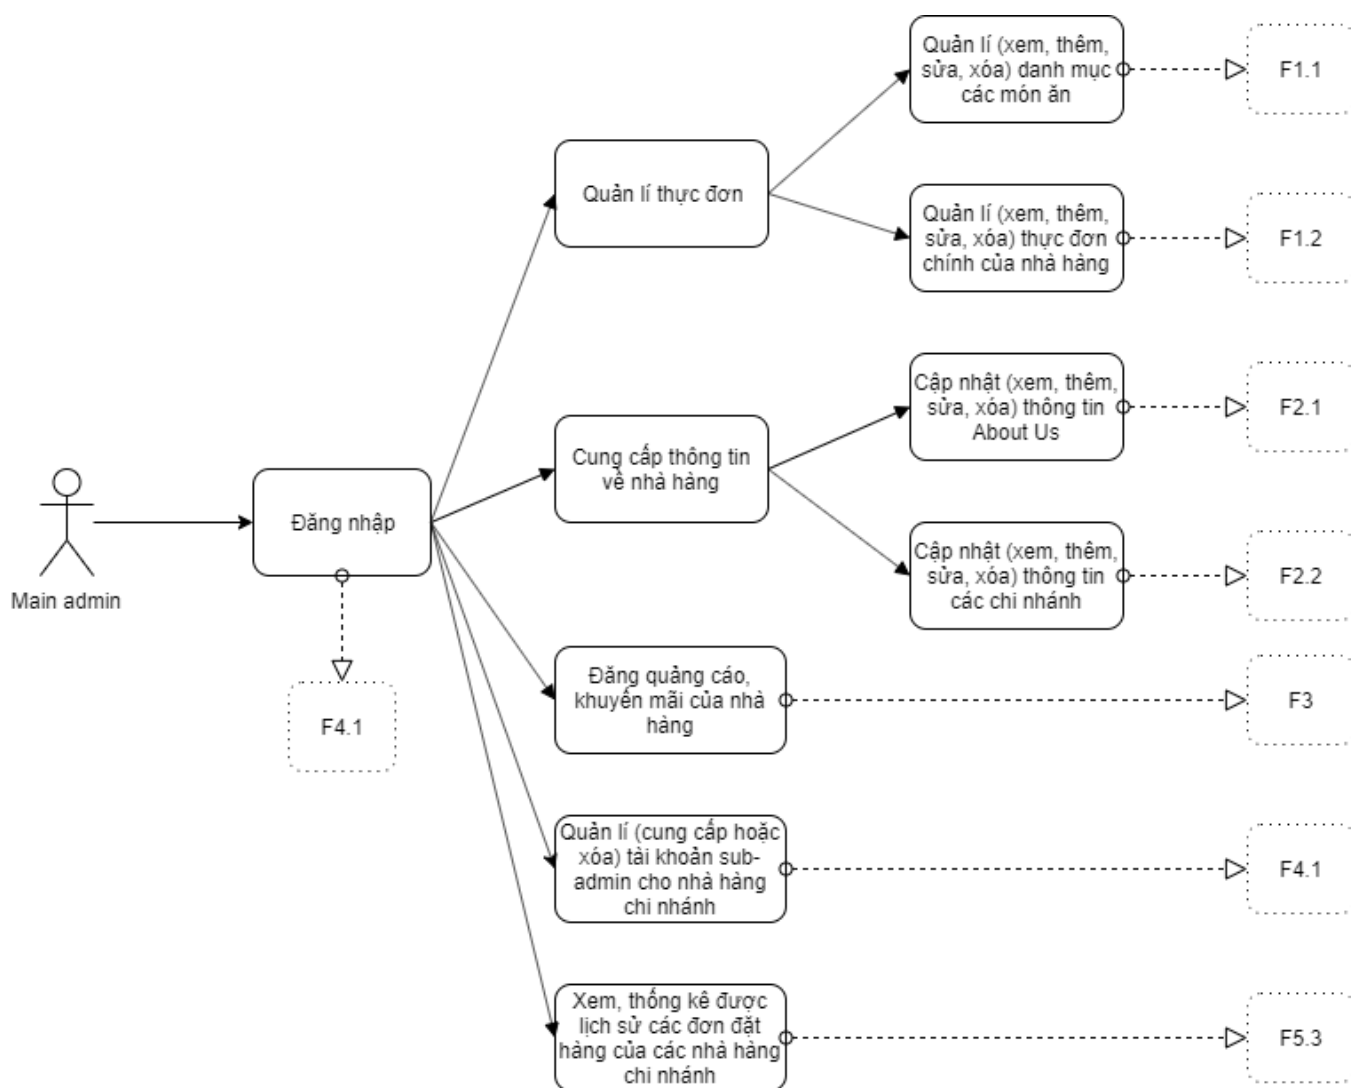 Quản lí (xem, thêm,
sửa, xóa) danh mục
các món ăn
F1.1
Quản lí thực đơn
Quản lí (xem, thêm,
sửa, xóa) thực đơn
chính của nhà hàng
F1.2
Cập nhật (xem, thêm,
sửa, xóa) thông tin
About Us
F2.1
Cung cấp thông tin
về nhà hàng
Đăng nhập
Main admin
Cập nhật (xem, thêm,
sửa, xóa) thông tin
các chi nhánh
F2.2
Đăng quảng cáo,
khuyến mãi của nhà
hàng
F3
F4.1
Quản lí (cung cấp hoặc
xóa) tài khoản sub-
admin cho nhà hàng
chi nhánh
F4.1
Xem, thống kê được
lịch sử các đơn đặt
hàng của các nhà hàng
chi nhánh
F5.3